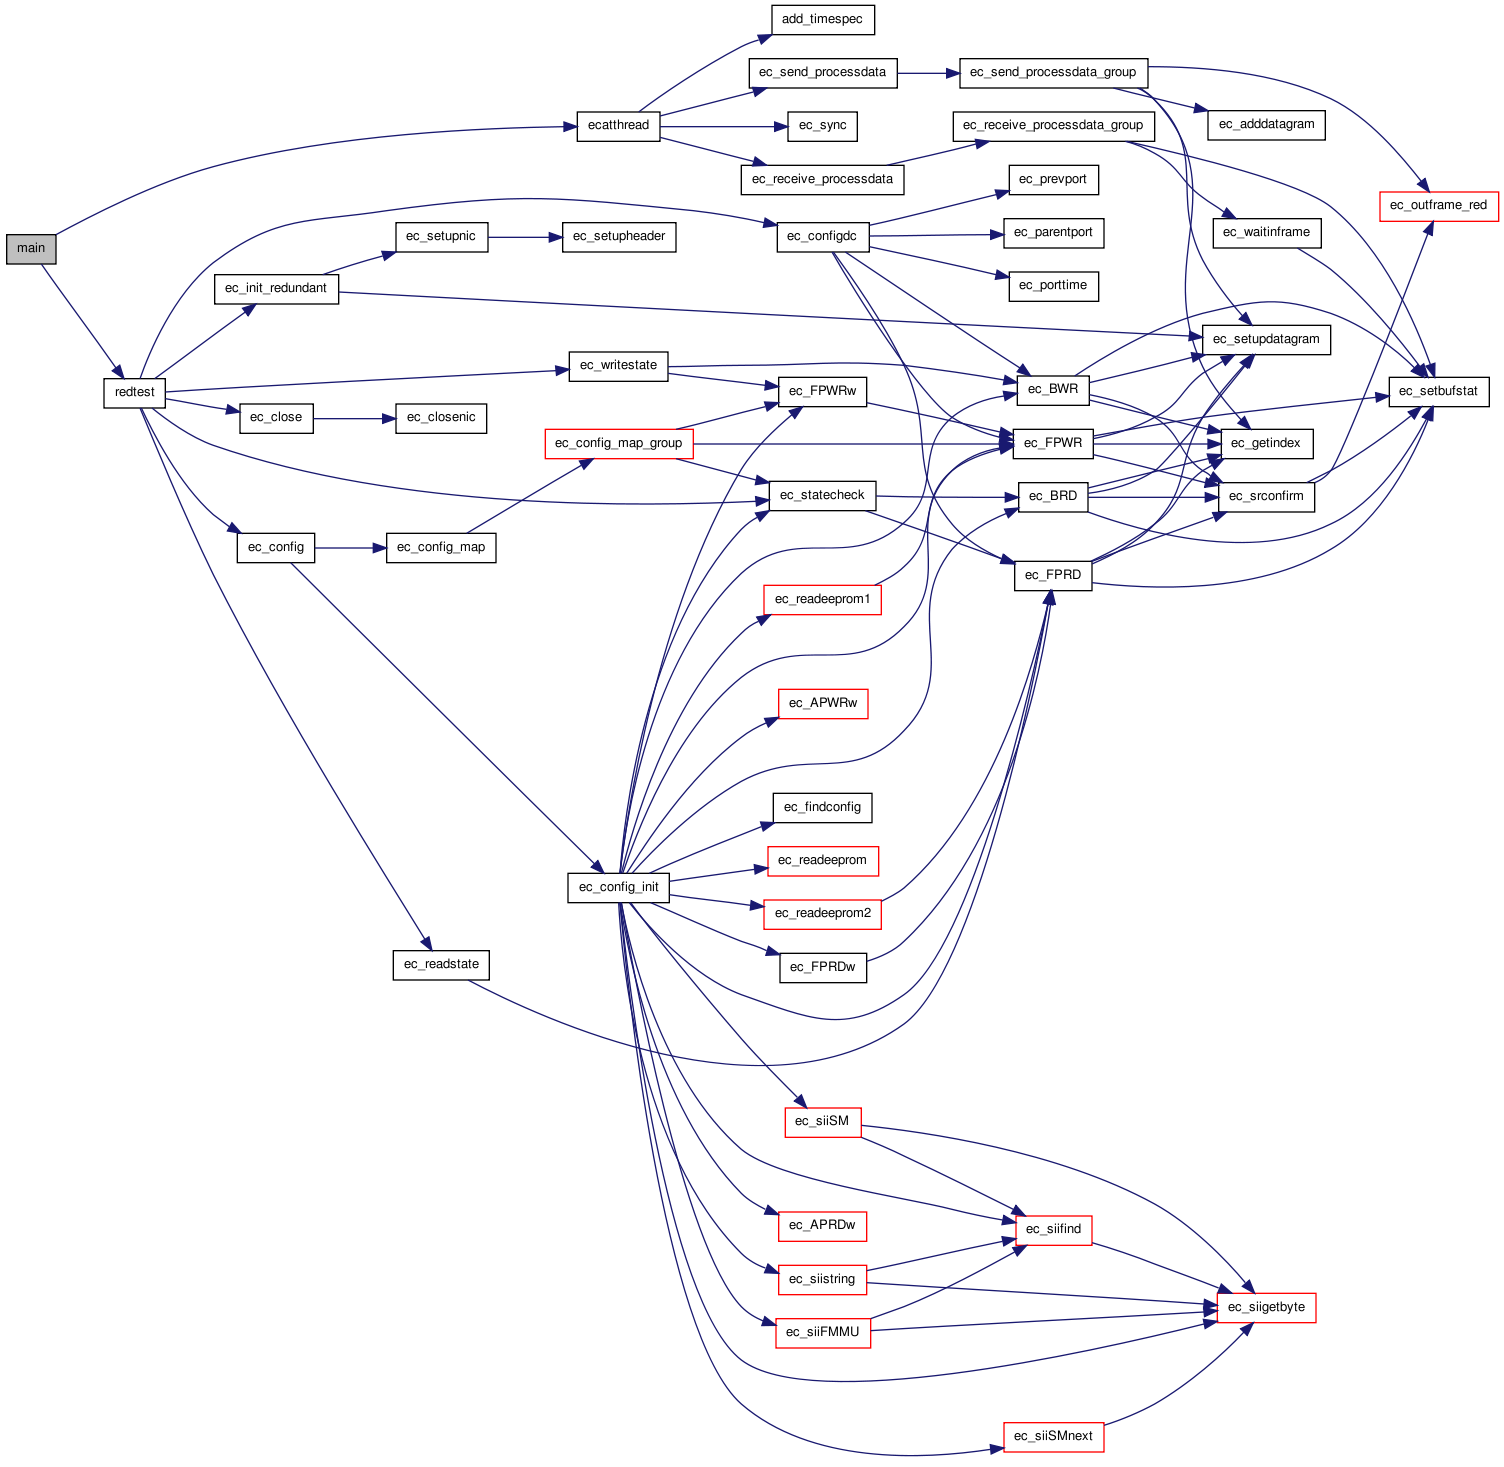 add_timespec
ec_send_processdata
ec_send_processdata_group
ecatthread
ec_sync
ec_receive_processdata_group
ec_adddatagram
ec_receive_processdata
ec_prevport
ec_outframe_red
main
ec_setupnic
ec_setupheader
ec_configdc
ec_parentport
ec_waitinframe
ec_init_redundant
ec_porttime
ec_setupdatagram
redtest
ec_writestate
ec_FPWRw
ec_BWR
ec_setbufstat
ec_close
ec_closenic
ec_config_map_group
ec_FPWR
ec_getindex
ec_statecheck
ec_BRD
ec_srconfirm
ec_config
ec_config_map
ec_FPRD
ec_readeeprom1
ec_APWRw
ec_findconfig
ec_readeeprom
ec_config_init
ec_readeeprom2
ec_readstate
ec_FPRDw
ec_siiSM
ec_APRDw
ec_siifind
ec_siistring
ec_siigetbyte
ec_siiFMMU
ec_siiSMnext